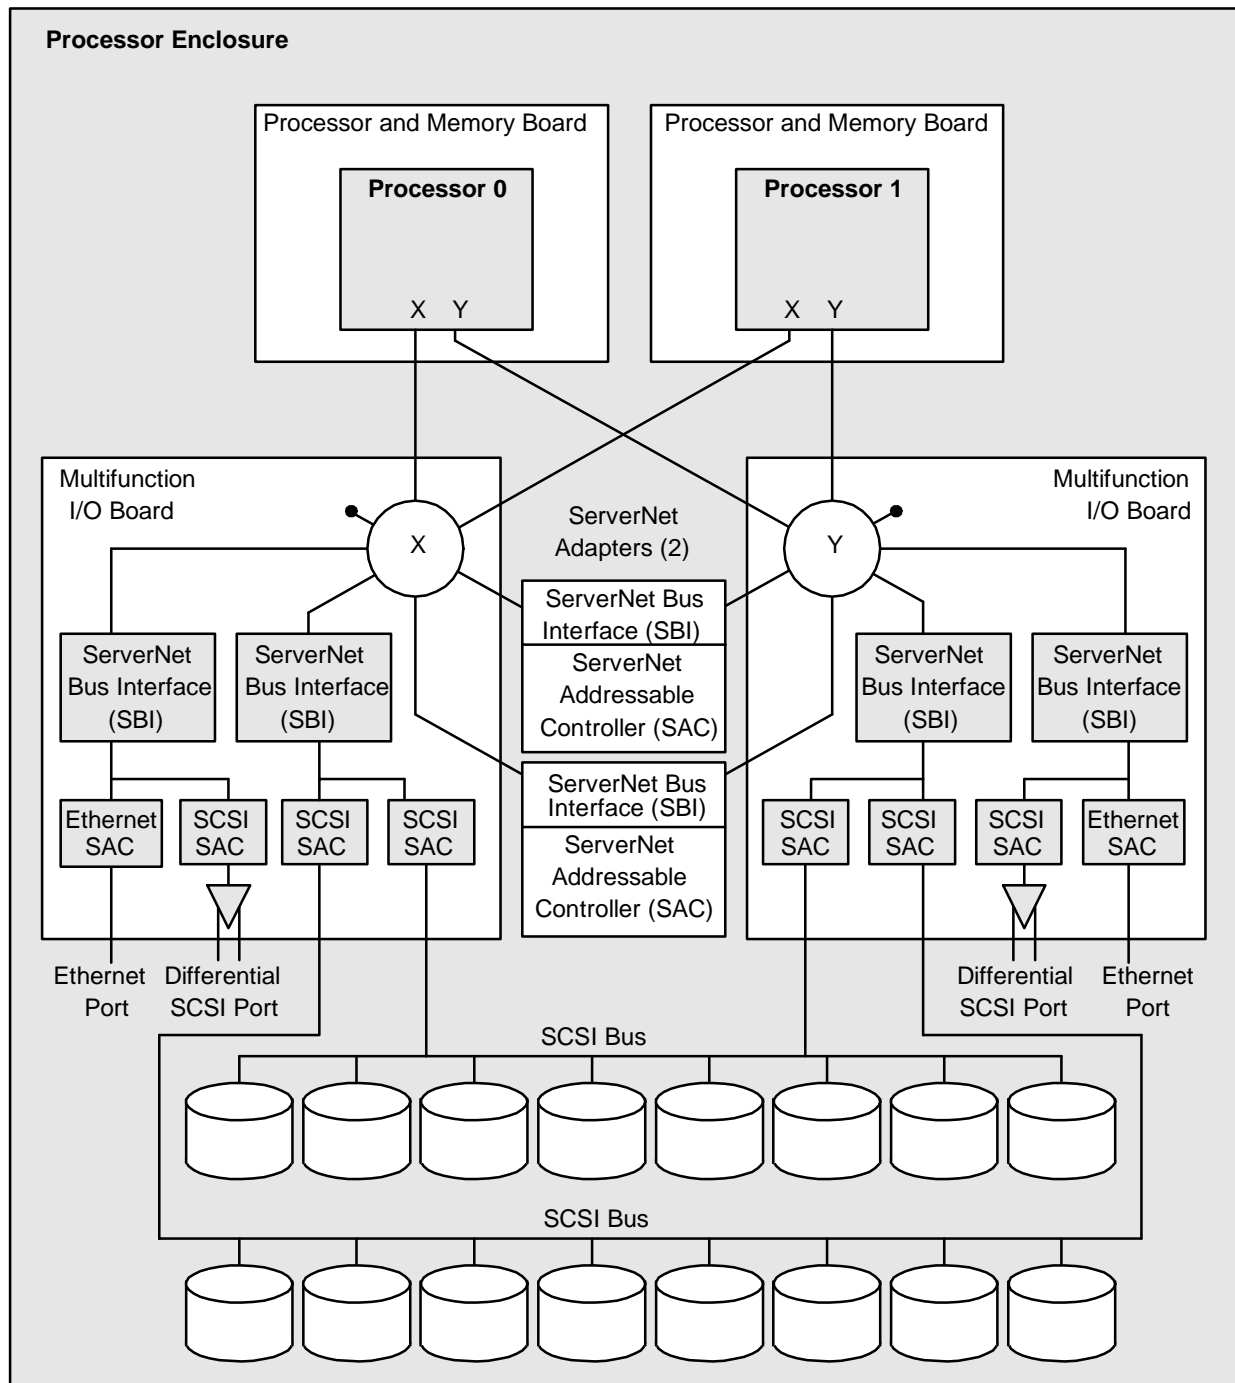 Processor Enclosure
Processor and Memory Board
Processor 0
X Y
Processor and Memory Board
Processor 1
X Y
Multifunction
I/O Board
X
ServerNet
Adapters (2)
Y
Multifunction
I/O Board
ServerNet Bus
Interface (SBI)
ServerNet
Addressable
Controller (SAC)
ServerNet Bus
Interface (SBI)
ServerNet
Addressable
Controller (SAC)
ServerNet
Bus Interface
(SBI)
ServerNet
Bus Interface
(SBI)
ServerNet
Bus Interface
(SBI)
ServerNet
Bus Interface
(SBI)
Ethernet
SAC
SCSI
SAC
SCSI
SAC
SCSI
SAC
SCSI
SAC
SCSI
SAC
SCSI
SAC
Ethernet
SAC
Ethernet
Port
Differential
SCSI Port
Differential
SCSI Port
Ethernet
Port
SCSI Bus
SCSI Bus